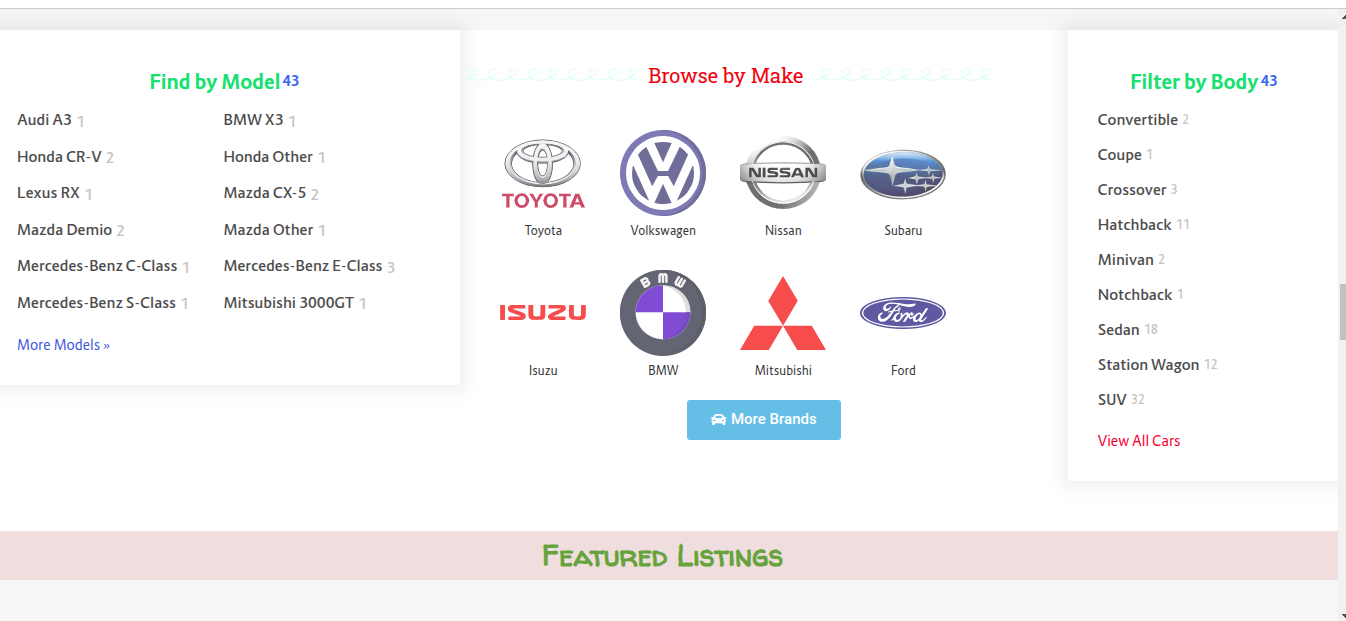 Find by Model 43
Audi A3 1
BMW X3 1
Honda CR-V 2
Honda Other 1
Lexus RX 1
Mazda CX-5 2
Mazda Demio 2
Mazda Other 1
Mercedes-Benz C-Class 1
Mercedes-Benz E-Class 3
Mercedes-Benz S-Class 1
Mitsubishi 3000GT 1
More Models »
Browse by Make
TOYOTA
Toyota
Volkswagen
NISSAN
Nissan
Subaru
ISUZU
Isuzu
BMW
BMW
Mitsubishi
Ford
Ford
More Brands
Filter by Body 43
Convertible 2
Coupe 1
Crossover 3
Hatchback 11
Minivan 2
Notchback 1
Sedan 18
Station Wagon 12
SUV 32
View All Cars
Featured Listings